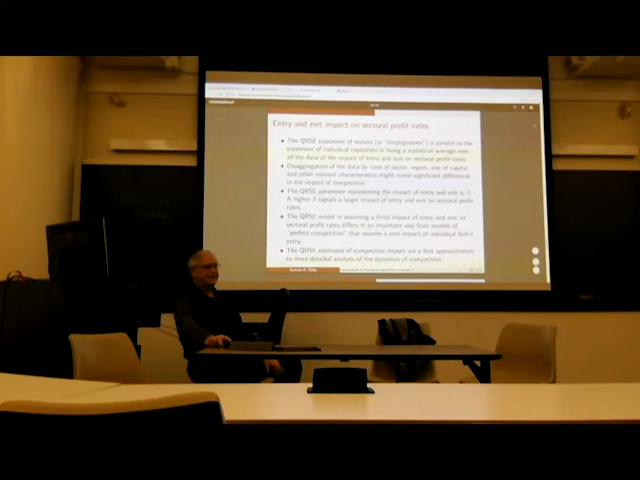 Entry and exit impact on sectoral profit rates
The QRSE treatment of sectors (or "employments") is parallel to the
treatment of individual capitalists in being a statistical average over
all the data of the impact of entry and exit on sectoral profit rates.
Disaggregation of the data by class of sector, region, size of capital,
and other relevant characteristics might reveal significant differences
in the impact of competition.
The QRSE parameter representing the impact of entry and exit is β.
A higher β signals a larger impact of entry and exit on sectoral profit
rates.
The QRSE model in assuming a finite impact of entry and exit on
sectoral profit rates differs in an important way from models of
"perfect competition" that assume a zero impact of individual firm's
entry.
The QRSE estimates of competition impact are a first approximation
to more detailed analysis of the dynamics of competition.